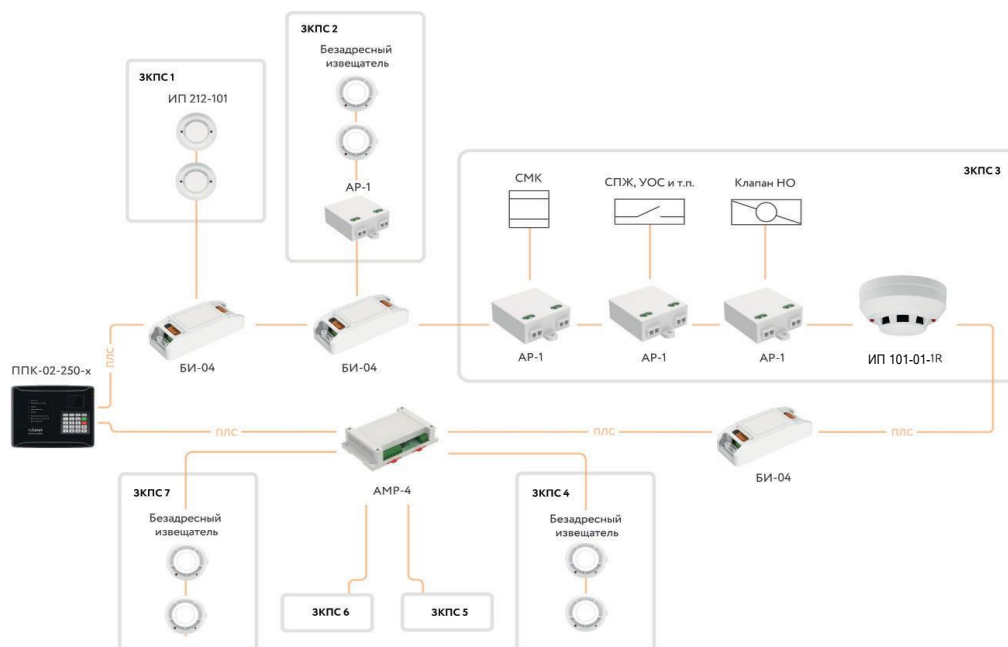 ЗКПС 2
Безадресный
извещатель
ЗКПС 1
ИП 212-101
АР-1
ЗКПС 3
СМК
СПЖ, УОС и т.п.
Клапан НО
ПЛС
БИ-04
БИ-04
АР-1
АР-1
АР-1
ИП 101-01-1R
ППК-02-250-х
ПЛС
ПЛС
ПЛС
БИ-04
АМР-4
ЗКПС 7
Безадресный
извещатель
ЗКПС 4
Безадресный
извещатель
ЗКПС 6
ЗКПС 5